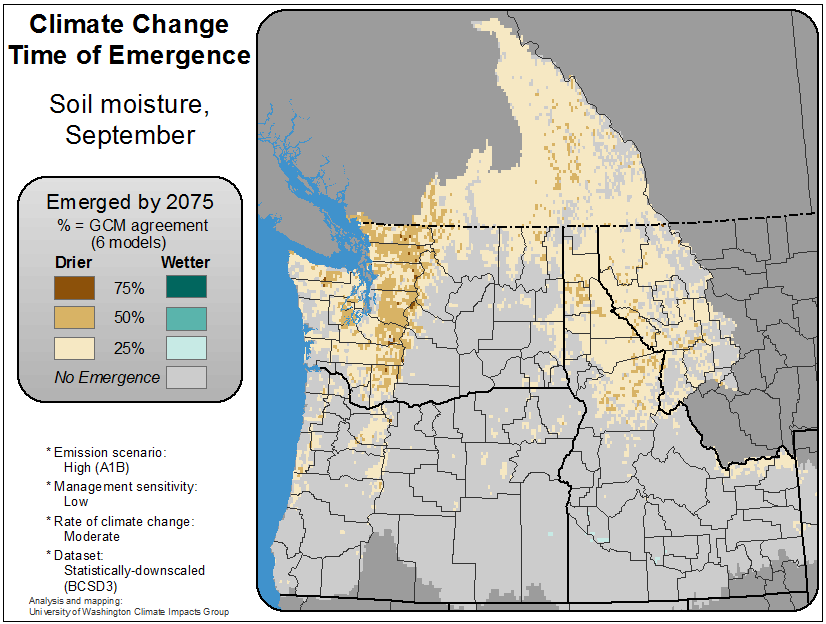 Climate Change
Time of Emergence
Soil moisture,
September
Emerged by 2075
% = GCM agreement
(6 models)
Drier Wetter
75%
50%
25%
No Emergence
* Emission scenario:
High (A1B)
* Management sensitivity:
Low
* Rate of climate change:
Moderate
* Dataset:
Statistically-downscaled
(BCSD3)
Analysis and mapping:
University of Washington Climate Impacts Group